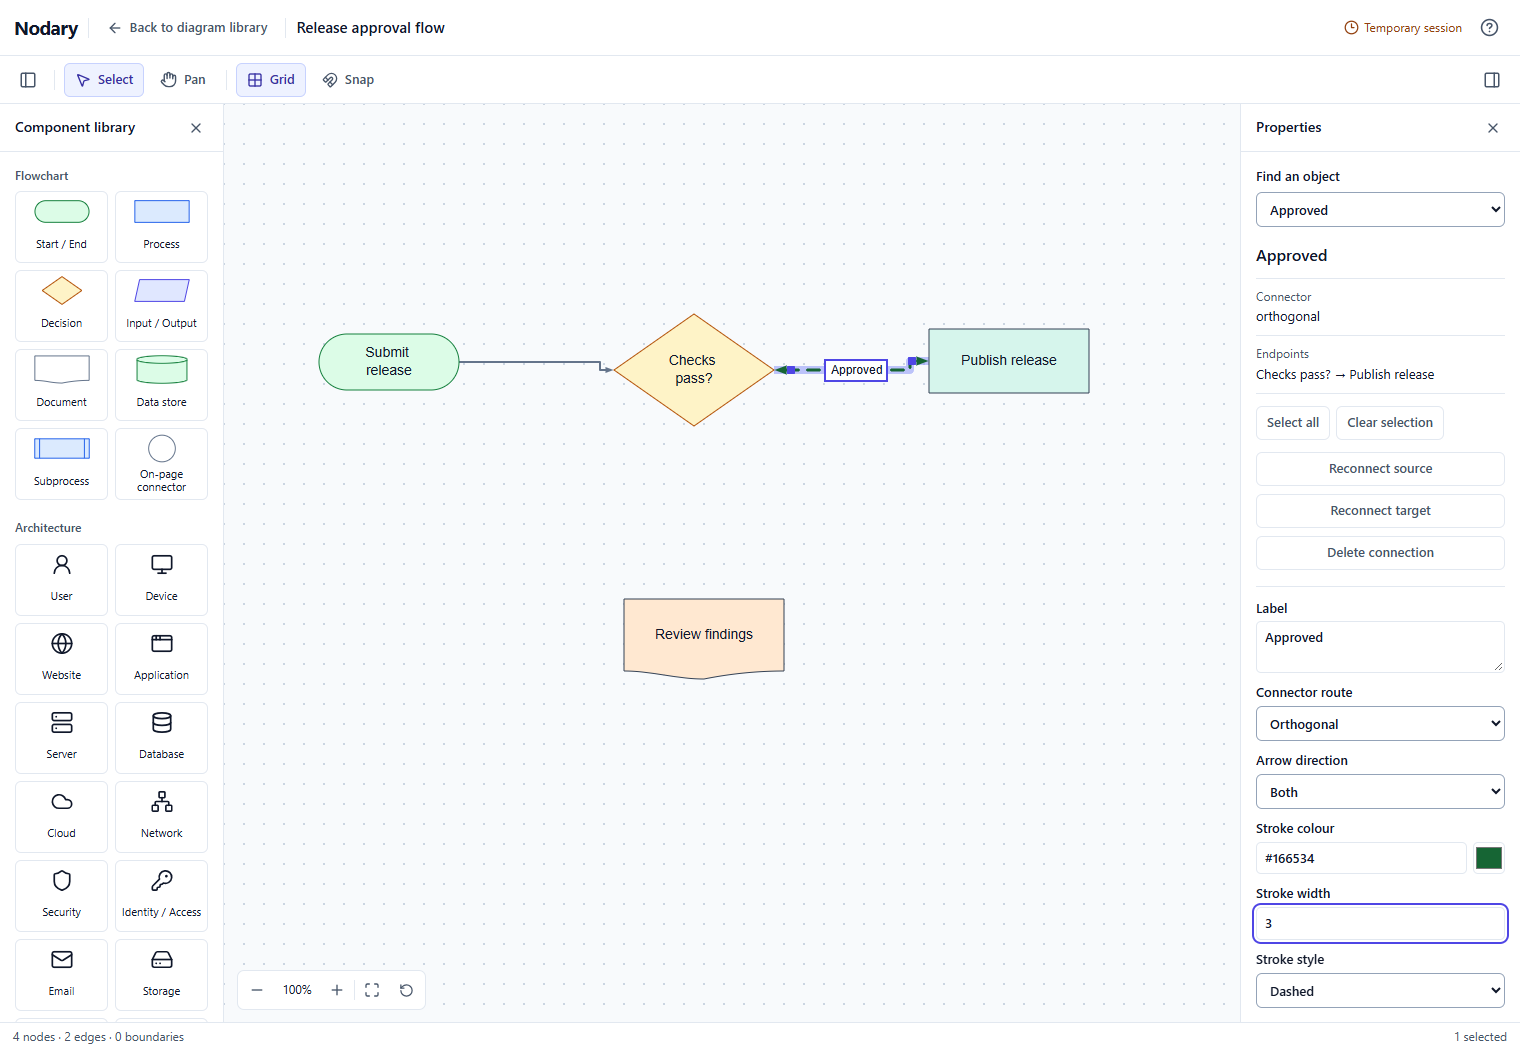 Nodary
Back to diagram library
Release approval flow
Temporary session
Select
Pan
Grid
Snap
Component library
Flowchart
Start / End
Process
Decision
Input / Output
Document
Data store
Subprocess
On-page
connector
Architecture
User
Device
Website
Application
Server
Database
Cloud
Network
Security
Identity / Access
Email
Storage
Submit
release
Checks
pass?
Approved
Publish release
Review findings
100%
Properties
Find an object
Approved
Approved
Connector
orthogonal
Endpoints
Checks pass? → Publish release
Select all
Clear selection
Reconnect source
Reconnect target
Delete connection
Label
Approved
Connector route
Orthogonal
Arrow direction
Both
Stroke colour
#166534
Stroke width
3
Stroke style
Dashed
4 nodes · 2 edges · 0 boundaries
1 selected